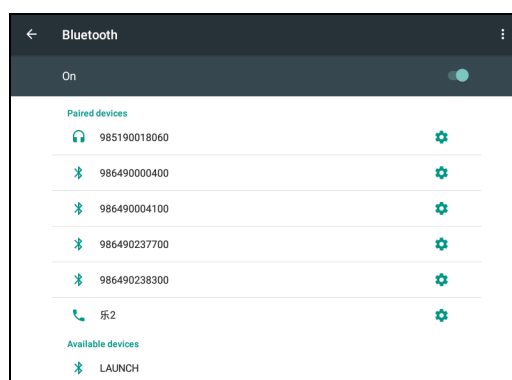 Bluetooth
On
Paired devices
985190018060
986490000400
986490004100
986490237700
986490238300
乐2
Available devices
LAUNCH